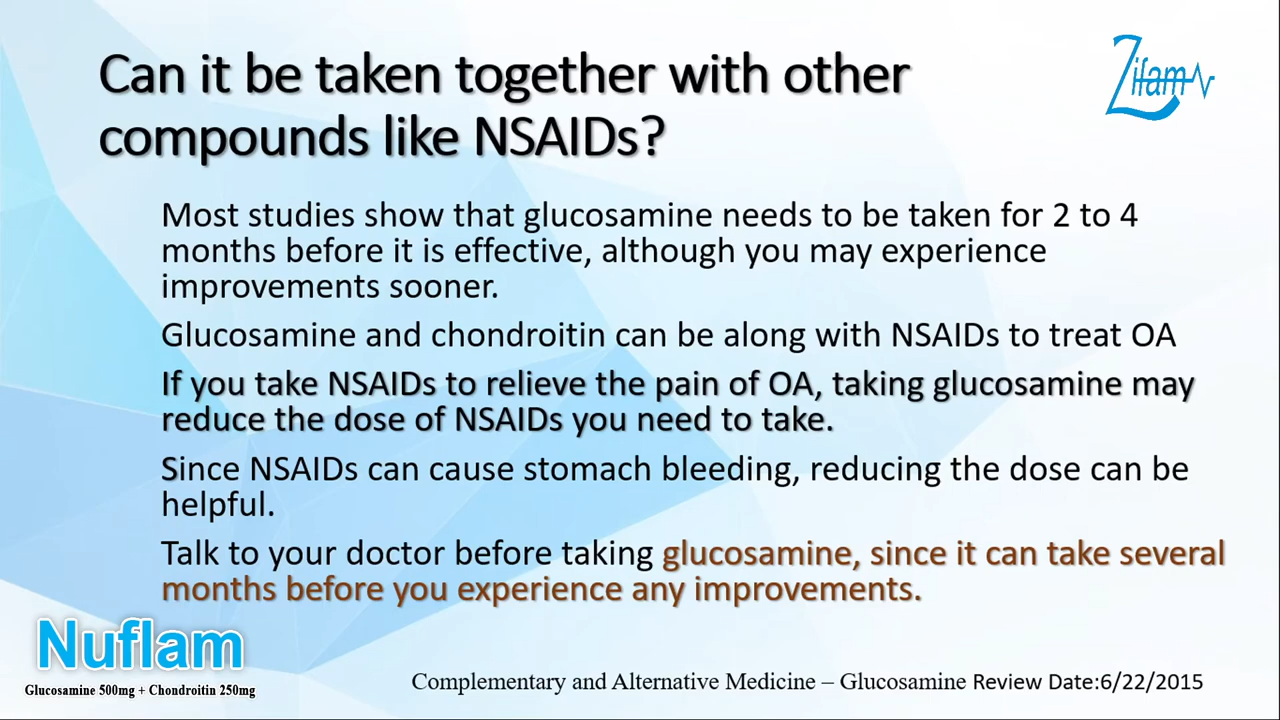 Can it be taken together with other
compounds like NSAIDs?
Zifam
Most studies show that glucosamine needs to be taken for 2 to 4
months before it is effective, although you may experience
improvements sooner.
Glucosamine and chondroitin can be along with NSAIDs to treat OA
If you take NSAIDs to relieve the pain of OA, taking glucosamine may
reduce the dose of NSAIDs you need to take.
Since NSAIDs can cause stomach bleeding, reducing the dose can be
helpful.
Talk to your doctor before taking glucosamine, since it can take several
months before you experience any improvements.
Nuflam
Glucosamine 500mg + Chondroitin 250mg
Complementary and Alternative Medicine – Glucosamine Review Date:6/22/2015